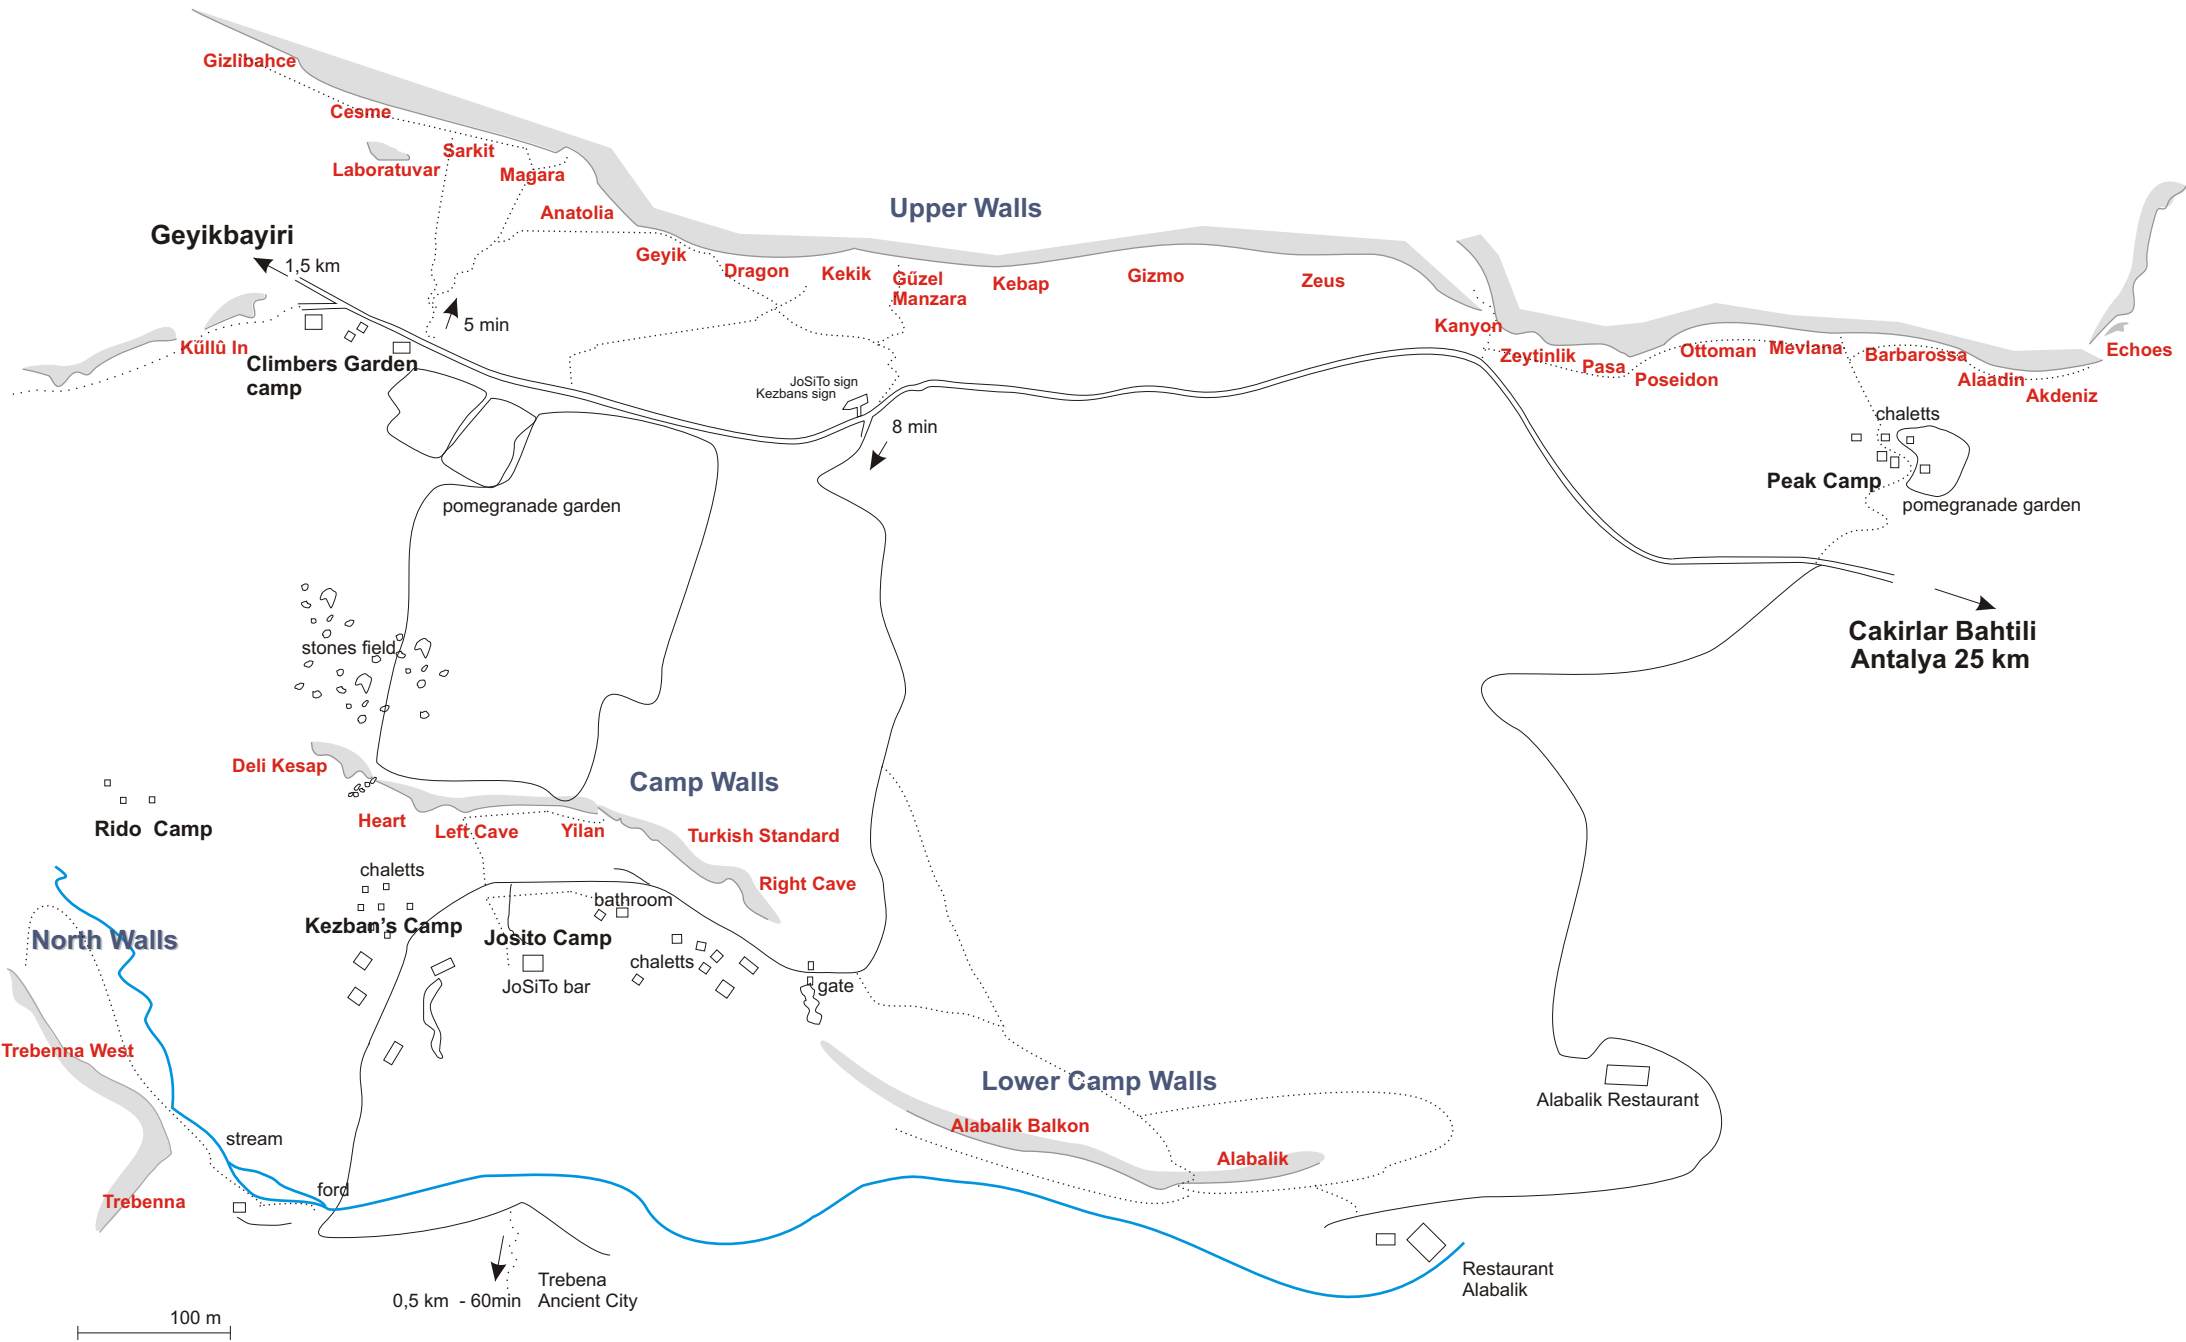 Gizlibahce
Cesme
Sarkit
Laboratuvar
Magara
Anatolia
Upper Walls
Geyikbayiri
1,5 km
Geyik
Dragon
Kekik
Gűzel
Manzara
Kebap
Gizmo
Zeus
5 min
Kanyon
Kűllû In
Climbers Garden
camp
Zeytinlik
Pasa
Poseidon
Ottoman
Mevlana
Barbarossa
Alaadin
Akdeniz
Echoes
JoSiTo sign
Kezbans sign
8 min
chaletts
Peak Camp
pomegranade garden
pomegranade garden
stones field
Cakirlar Bahtili
Antalya 25 km
Deli Kesap
Camp Walls
Rido Camp
Heart
Left Cave
Yilan
Turkish Standard
Right Cave
chaletts
bathroom
Kezban's Camp
Josito Camp
North Walls
chaletts
JoSiTo bar
gate
Trebenna West
Lower Camp Walls
Alabalik Restaurant
Alabalik Balkon
stream
Alabalik
Trebenna
ford
Restaurant
Alabalik
Trebena
Ancient City
0,5 km - 60min
100 m